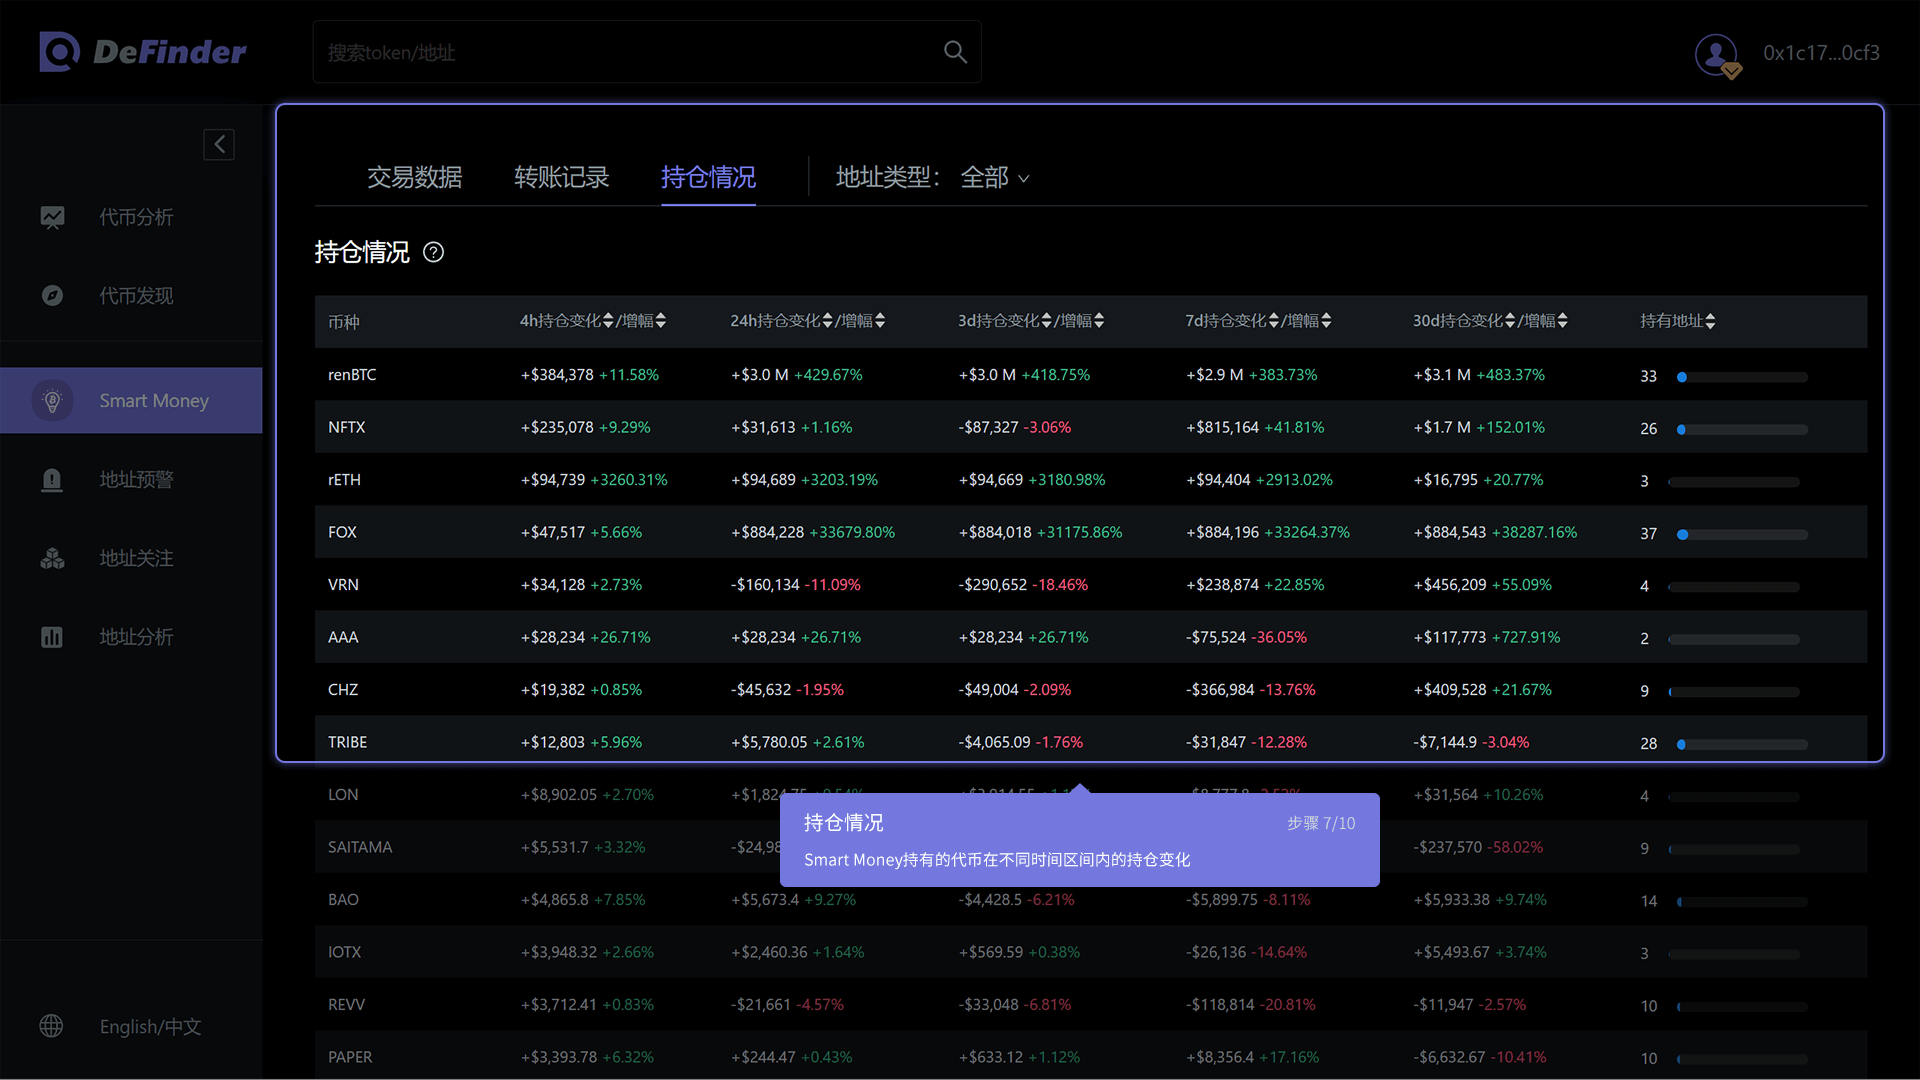 DeFinder
搜索token/地址
0x1c17...0cf3
代币分析
代币发现
Smart Money
地址预警
地址关注
地址分析
English/中文
交易数据 转账记录 持仓情况 地址类型： 全部
持仓情况 ?
币种 4h持仓变化/增幅 24h持仓变化/增幅 3d持仓变化/增幅 7d持仓变化/增幅 30d持仓变化/增幅 持有地址
renBTC +$384,378 +11.58% +$3.0 M +429.67% +$3.0 M +418.75% +$2.9 M +383.73% +$3.1 M +483.37% 33
NFTX +$235,078 +9.29% +$31,613 +1.16% -$87,327 -3.06% +$815,164 +41.81% +$1.7 M +152.01% 26
rETH +$94,739 +3260.31% +$94,689 +3203.19% +$94,669 +3180.98% +$94,404 +2913.02% +$16,795 +20.77% 3
FOX +$47,517 +5.66% +$884,228 +33679.80% +$884,018 +31175.86% +$884,196 +33264.37% +$884,543 +38287.16% 37
VRN +$34,128 +2.73% -$160,134 -11.09% -$290,652 -18.46% +$238,874 +22.85% +$456,209 +55.09% 4
AAA +$28,234 +26.71% +$28,234 +26.71% +$28,234 +26.71% -$75,524 -36.05% +$117,773 +727.91% 2
CHZ +$19,382 +0.85% -$45,632 -1.95% -$49,004 -2.09% -$366,984 -13.76% +$409,528 +21.67% 9
TRIBE +$12,803 +5.96% +$5,780.05 +2.61% -$4,065.09 -1.76% -$31,847 -12.28% -$7,144.9 -3.04% 28
LON +$8,902.05 +2.70% +$31,564 +10.26% 4
持仓情况 步骤 7/10
Smart Money持有的代币在不同时间区间内的持仓变化
SAITAMA +$5,531.7 +3.32% -$237,570 -58.02% 9
BAO +$4,865.8 +7.85% +$5,673.4 +9.27% -$4,428.5 -6.21% -$5,899.75 -8.11% +$5,933.38 +9.74% 14
IOTX +$3,948.32 +2.66% +$2,460.36 +1.64% +$569.59 +0.38% -$26,136 -14.64% +$5,493.67 +3.74% 3
REVV +$3,712.41 +0.83% -$21,661 -4.57% -$33,048 -6.81% -$118,814 -20.81% -$11,947 -2.57% 10
PAPER +$3,393.78 +6.32% +$244.47 +0.43% +$633.12 +1.12% +$8,356.4 +17.16% -$6,632.67 -10.41% 10